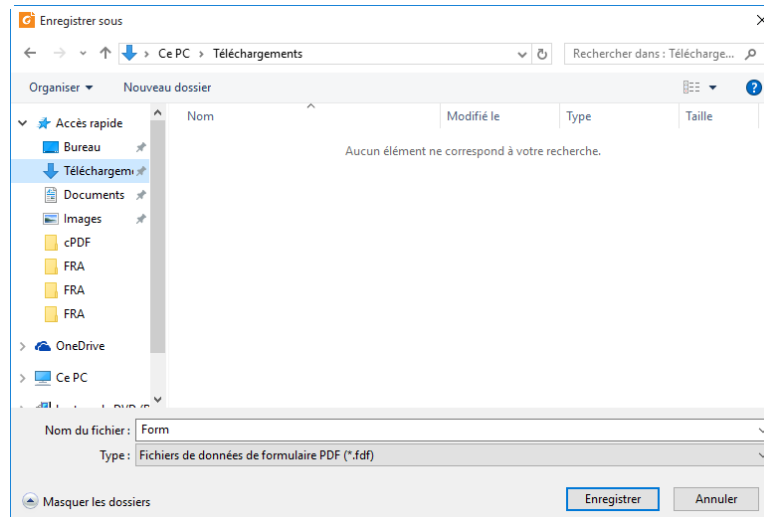 Enregistrer sous
Ce PC > Téléchargements
Rechercher dans : Télécharge...
Organiser
Nouveau dossier
Nom
Modifié le
Type
Taille
Aucun élément ne correspond à votre recherche.
Accès rapide
Bureau
Téléchargem
Documents
Images
cPDF
FRA
FRA
FRA
OneDrive
Ce PC
Nom du fichier : Form
Type : Fichiers de données de formulaire PDF (*.fdf)
Masquer les dossiers
Enregistrer
Annuler